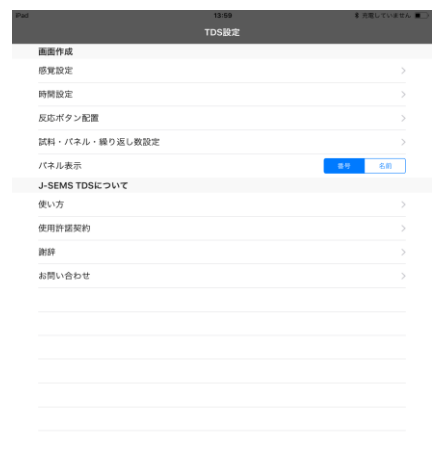 iPad
13:59
充電していません
TDS設定
画面作成
感覚設定
時間設定
反応ボタン配置
試料・パネル・繰り返し数設定
パネル表示
番号
名前
J-SEMS TDSについて
使い方
使用許諾契約
謝辞
お問い合わせ